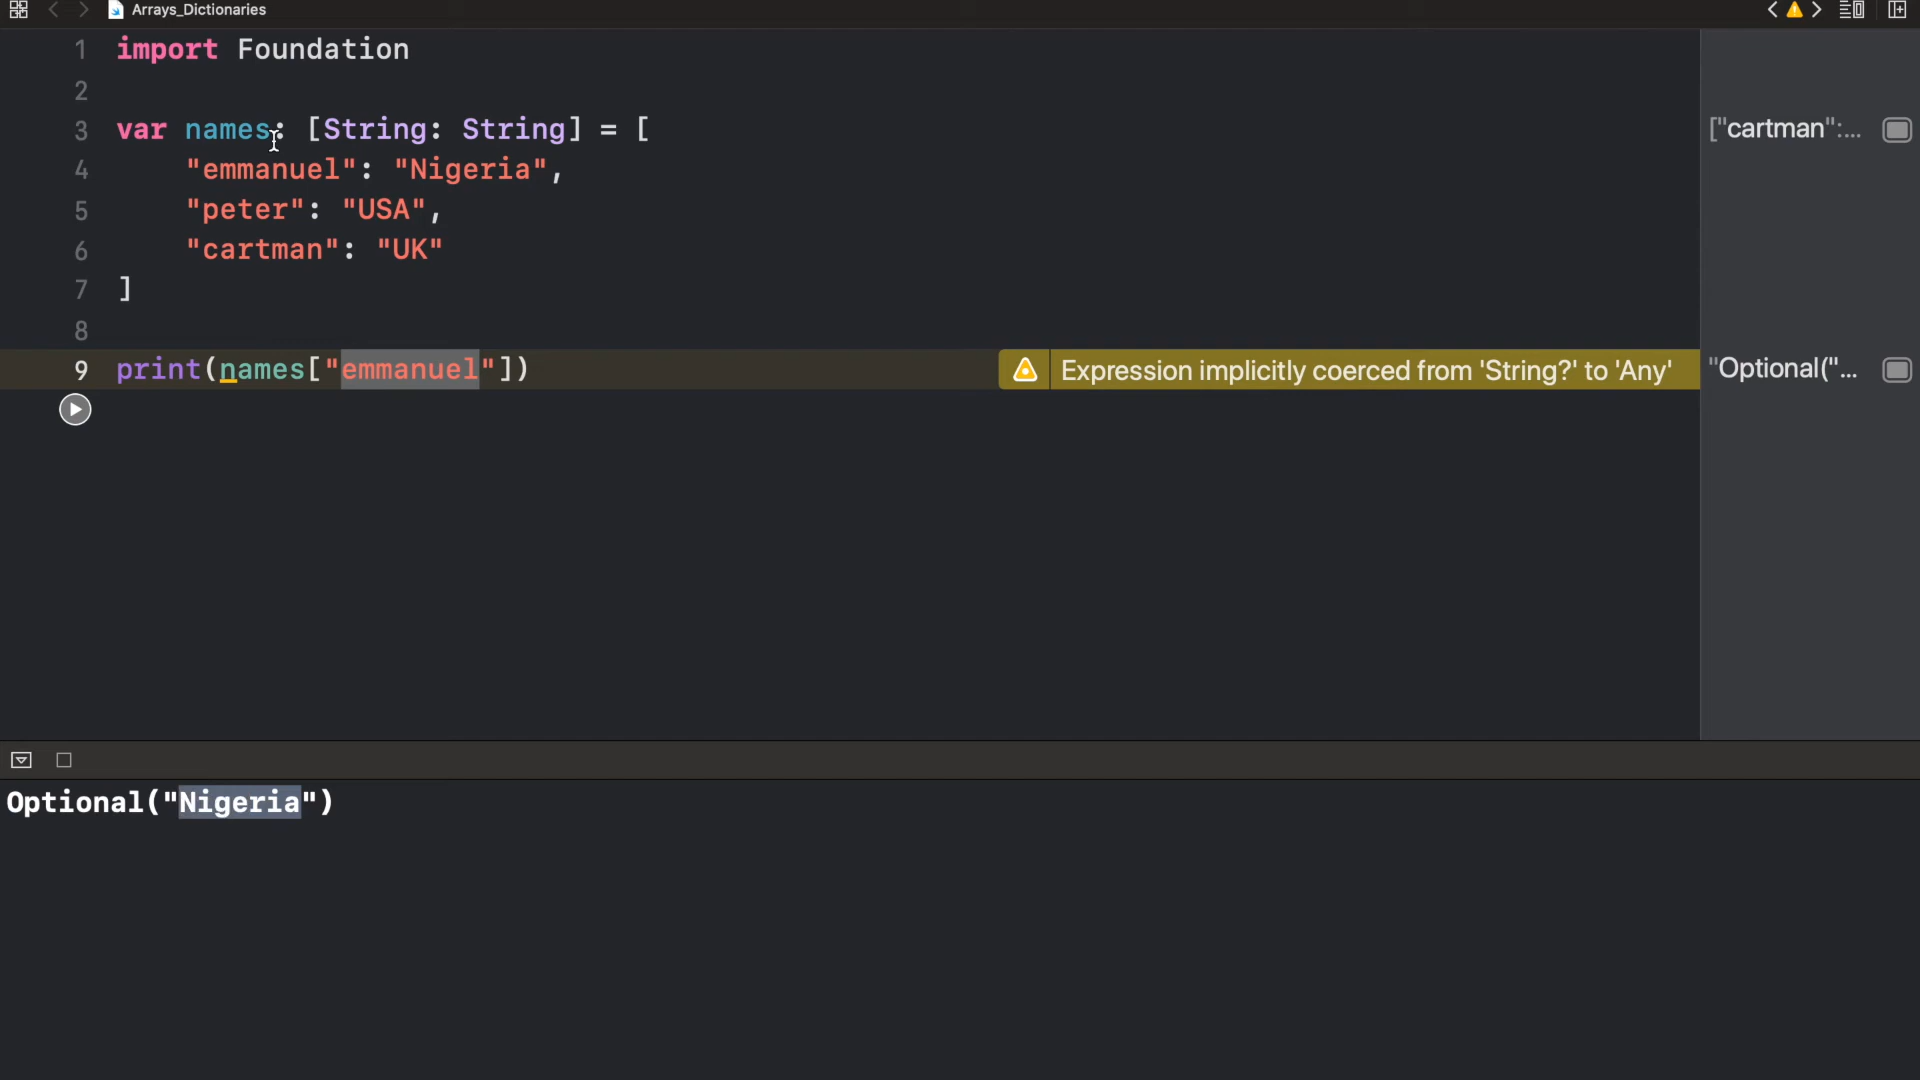 Arrays_Dictionaries
1 import Foundation
2
3 var names: [String: String] = [
["cartman":...
4 "emmanuel": "Nigeria",
5 "peter": "USA",
6 "cartman": "UK"
7 ]
8
9 print(names["emmanuel"])
Expression implicitly coerced from 'String?' to 'Any'
"Optional("...
Optional("Nigeria")